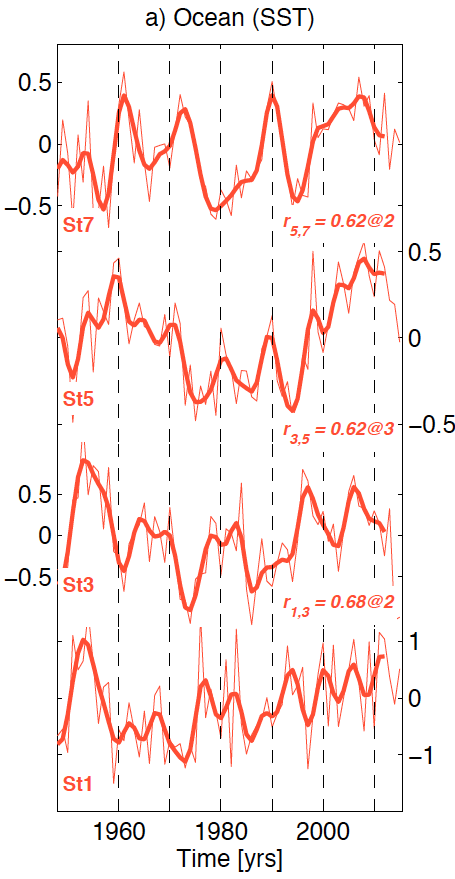 a) Ocean (SST)
0.5
0
−0.5
St7
r5,7 = 0.62@2
0.5
0
−0.5
St5
r3,5 = 0.62@3
0.5
0
−0.5
St3
r1,3 = 0.68@2
1
0
−1
St1
1960 1980 2000
Time [yrs]